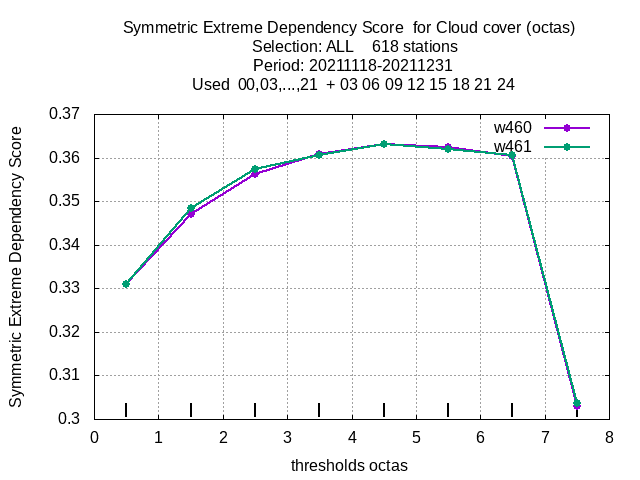 Symmetric Extreme Dependency Score  for Cloud cover (octas)
Selection: ALL    618 stations
Period: 20211118-20211231
Used  00,03,...,21  + 03 06 09 12 15 18 21 24
Symmetric Extreme Dependency Score
0.37
0.36
0.35
0.34
0.33
0.32
0.31
0.3
w460
w461
0 1 2 3 4 5 6 7 8
thresholds octas